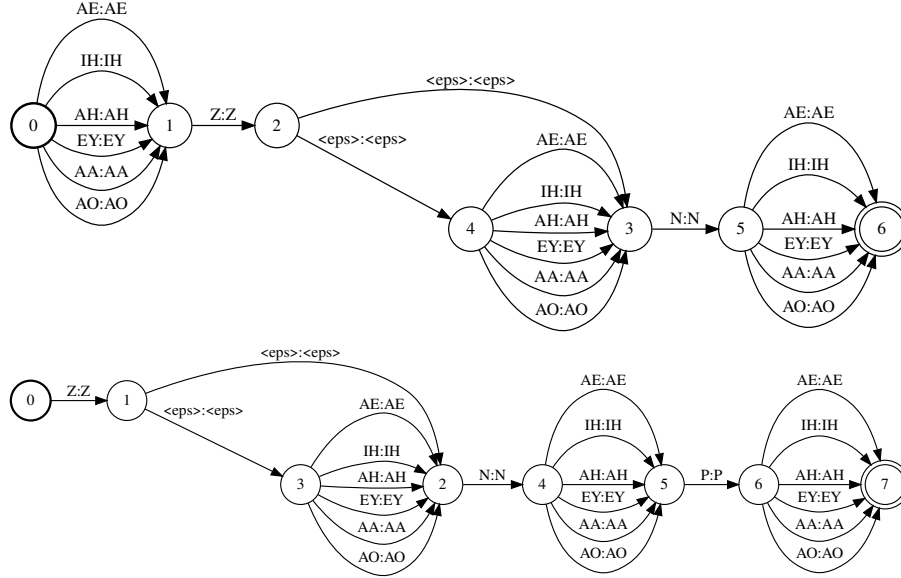 AE:AE
IH:IH
<eps>:<eps>
0 AH:AH 1 Z:Z 2
EY:EY
<eps>:<eps>
AA:AA
AO:AO
AE:AE AE:AE
IH:IH IH:IH
4 AH:AH 3 N:N 5 AH:AH 6
EY:EY EY:EY
AA:AA AA:AA
AO:AO AO:AO
<eps>:<eps>
0 Z:Z 1
<eps>:<eps>
AE:AE AE:AE AE:AE
IH:IH IH:IH IH:IH
3 AH:AH 2 N:N 4 AH:AH 5 P:P 6 AH:AH 7
EY:EY EY:EY EY:EY
AA:AA AA:AA AA:AA
AO:AO AO:AO AO:AO